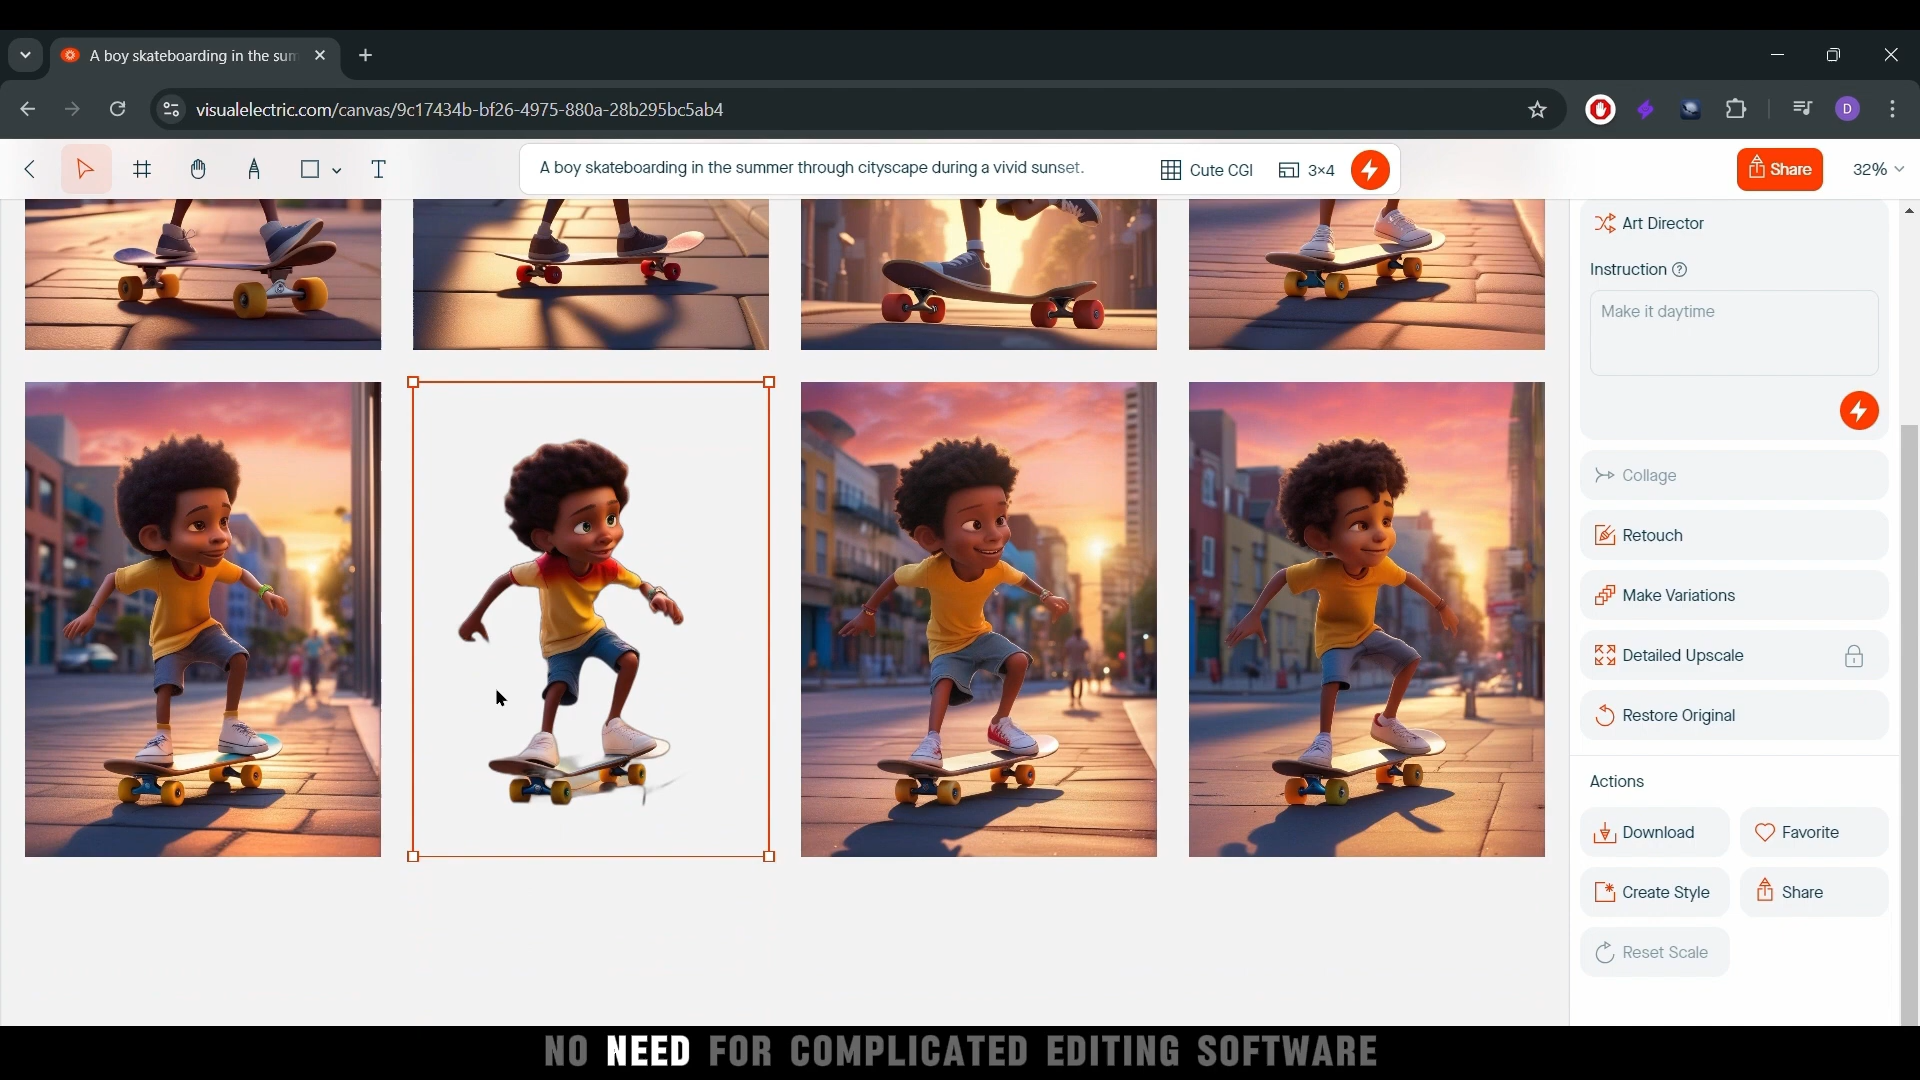 A boy skateboarding in the sum
visualelectric.com/canvas/9c17434b-bf26-4975-880a-28b295bc5ab4
D
T
A boy skateboarding in the summer through cityscape during a vivid sunset.
Cute CGI
3×4
Share
32%
Art Director
Instruction ?
Make it daytime
Collage
Retouch
Make Variations
Detailed Upscale
Restore Original
Actions
Download
Favorite
Create Style
Share
Reset Scale
NO NEED FOR COMPLICATED EDITING SOFTWARE